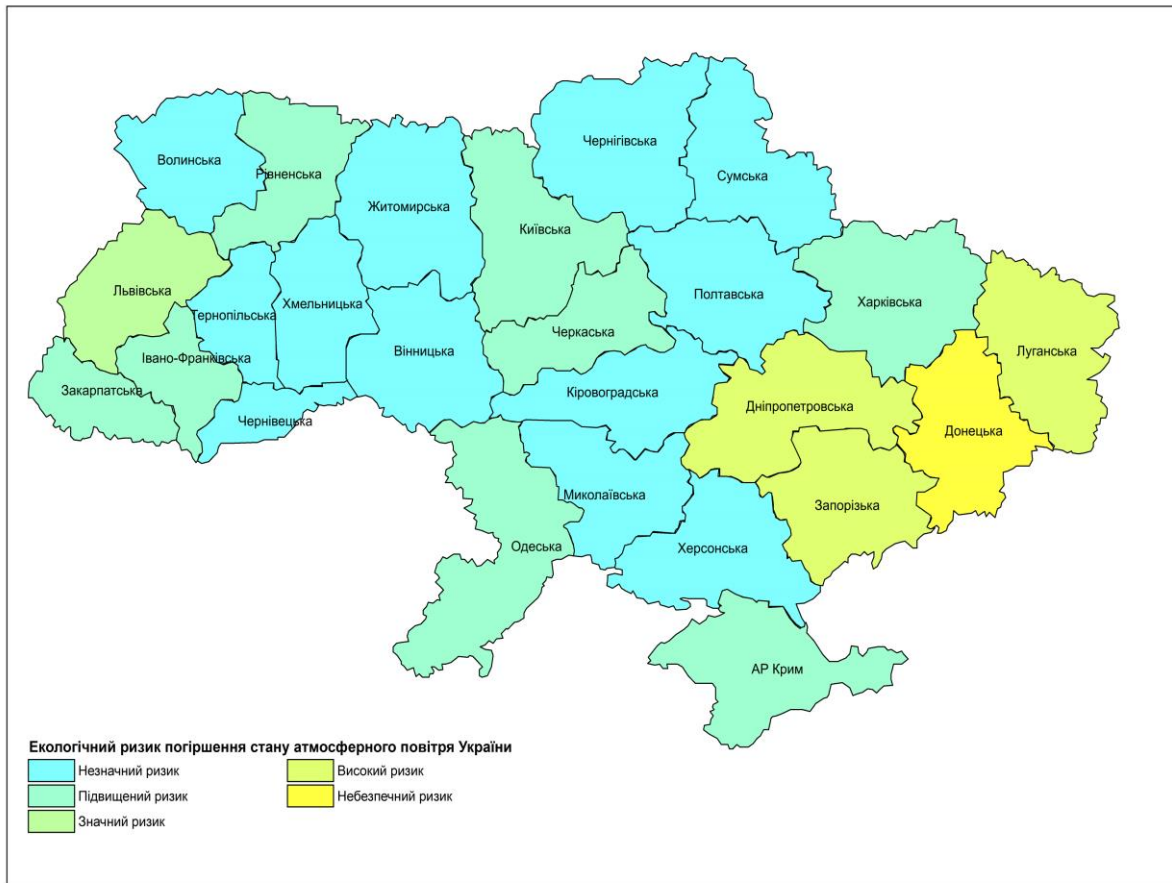 Чернігівська
Волинська
Рівненська
Сумська
Житомирська
Київська
Львівська
Тернопільська
Хмельницька
Полтавська
Харківська
Черкаська
Вінницька
Івано-Франківська
Луганська
Закарпатська
Кіровоградська
Дніпропетровська
Чернівецька
Донецька
Миколаївська
Запорізька
Одеська
Херсонська
АР Крим
Екологічний ризик погіршення стану атмосферного повітря України
Незначний ризик
Підвищений ризик
Значний ризик
Високий ризик
Небезпечний ризик